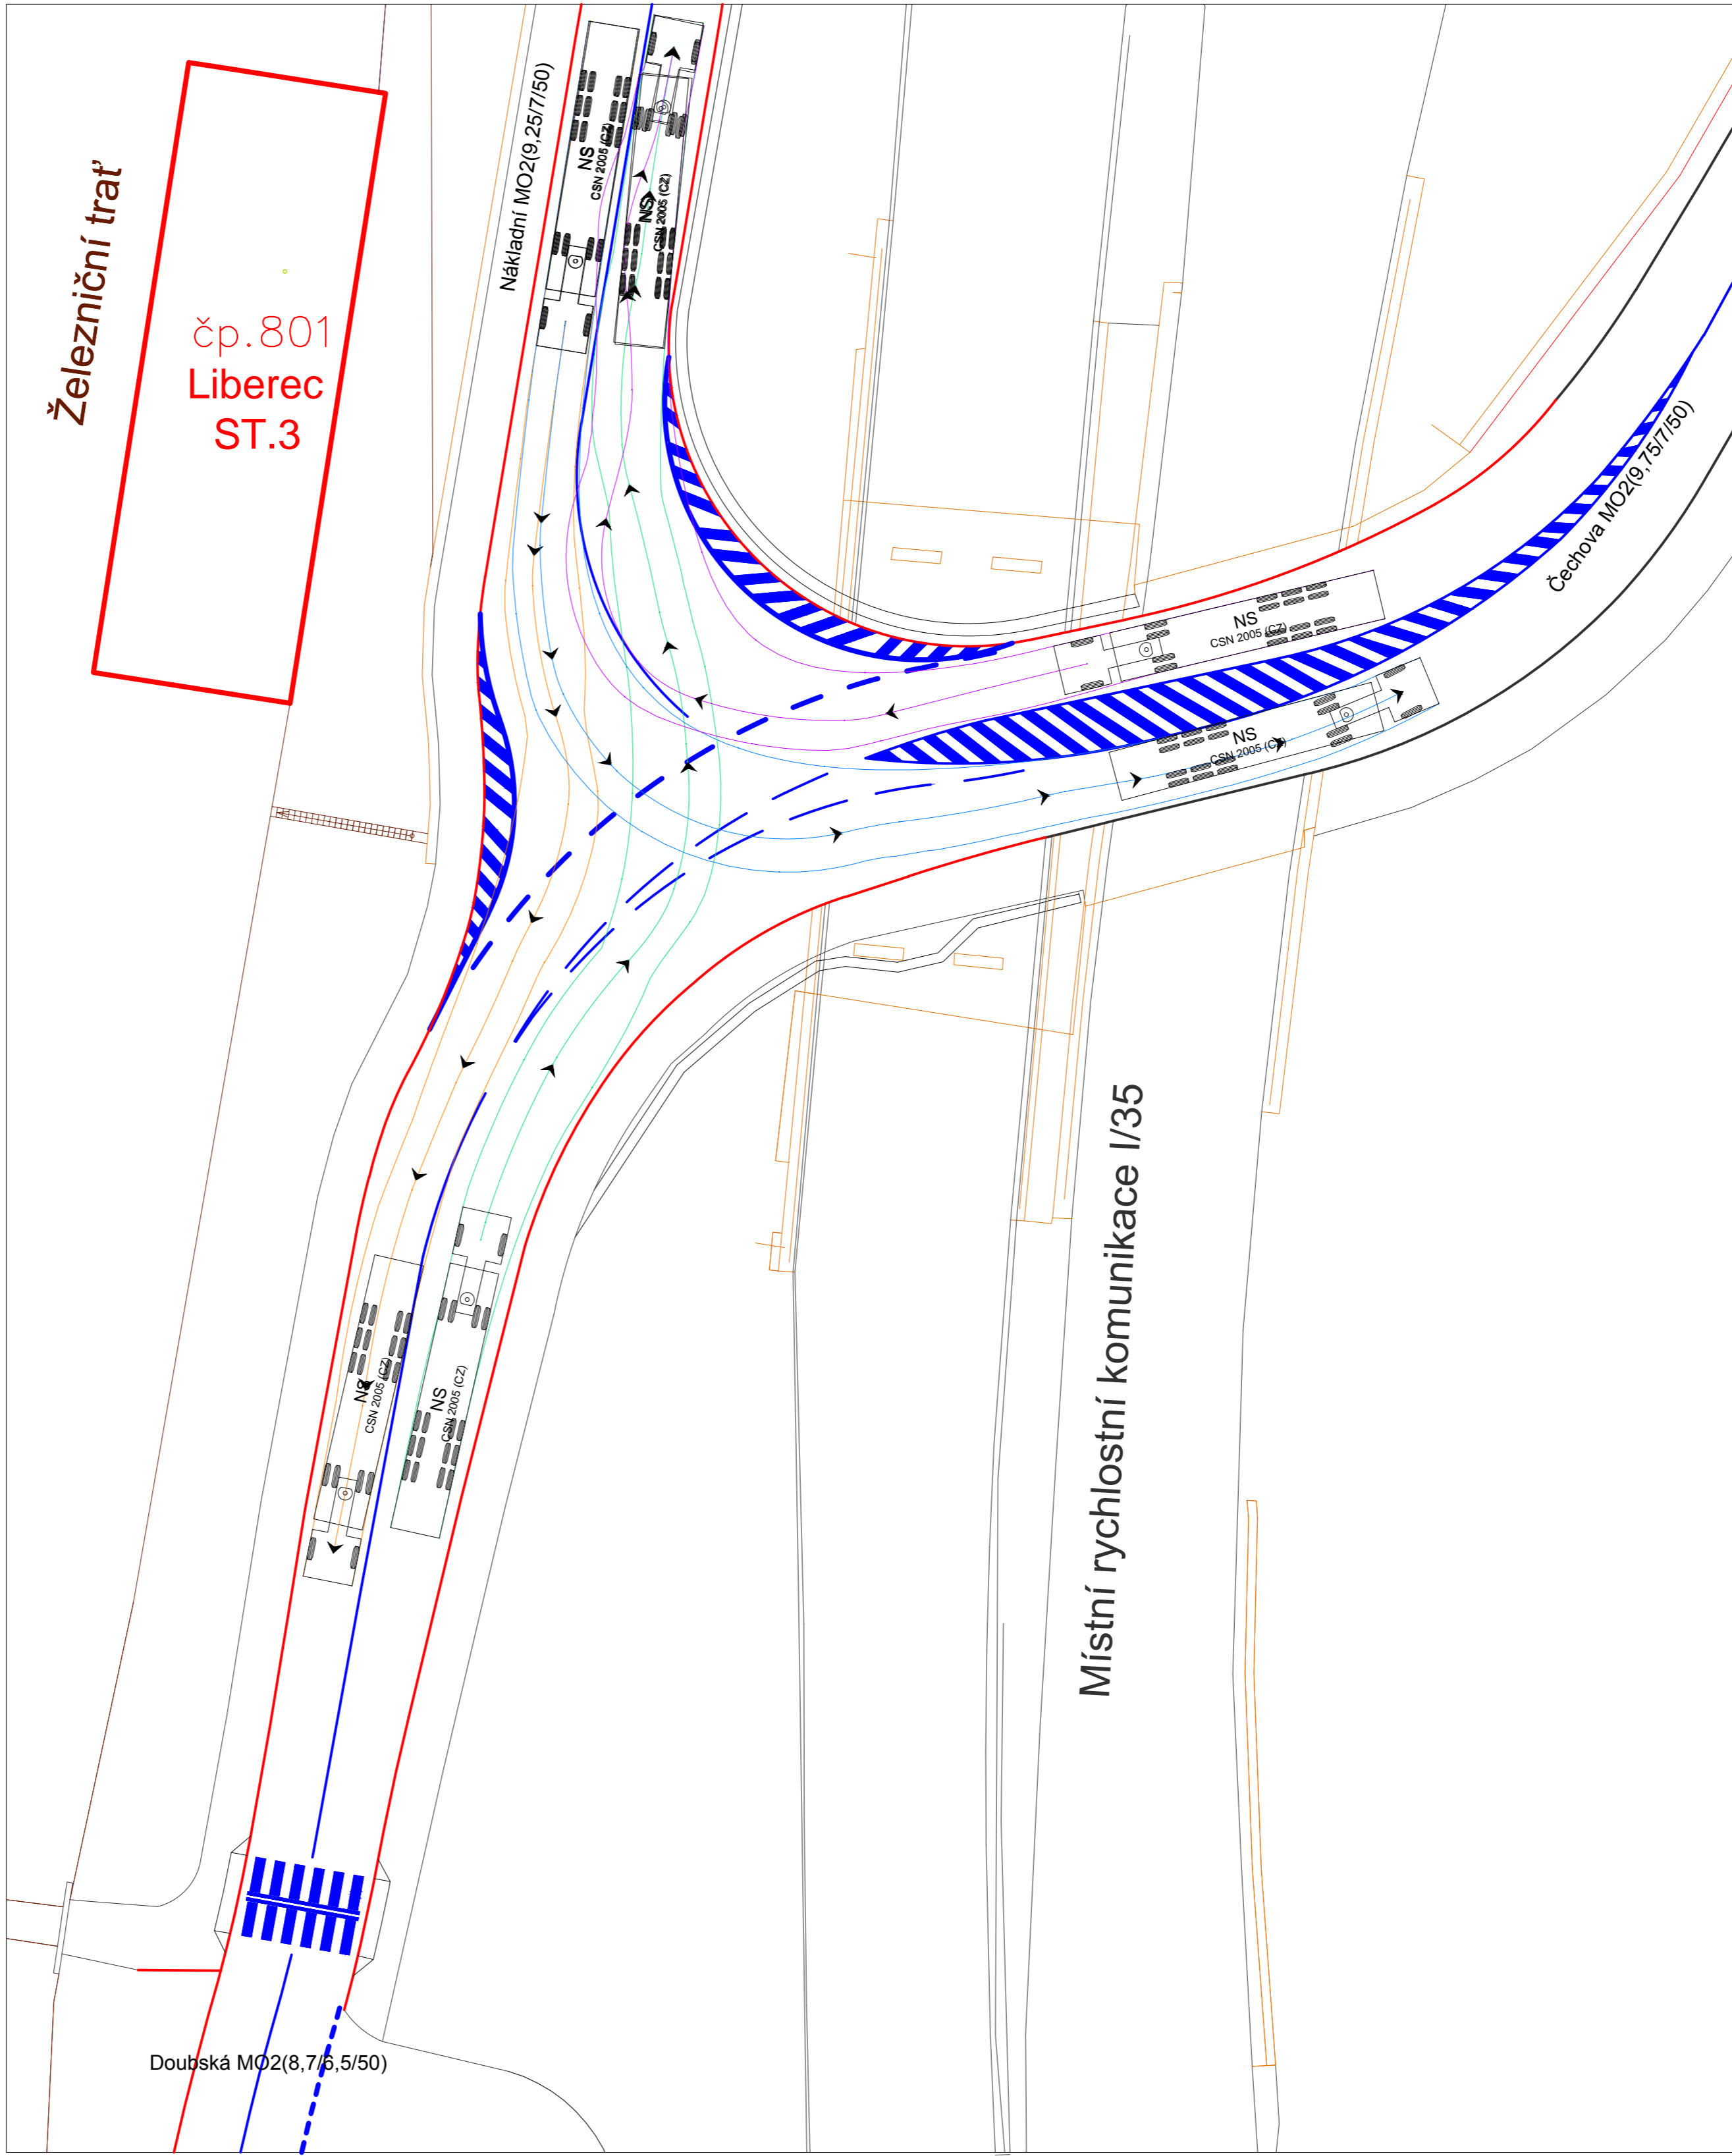 Železniční trať
čp.801
Liberec
ST.3
Nákladní MO2(9,25/7/50)
NS
CSN 2005 (CZ)
NS
CSN 2005 (CZ)
Čechova MO2(9,75/7/50)
NS
CSN 2005 (CZ)
NS
CSN 2005 (CZ)
Místní rychlostní komunikace I/35
NS
CSN 2005 (CZ)
NS
CSN 2005 (CZ)
Doubská MO2(8,7/6,5/50)